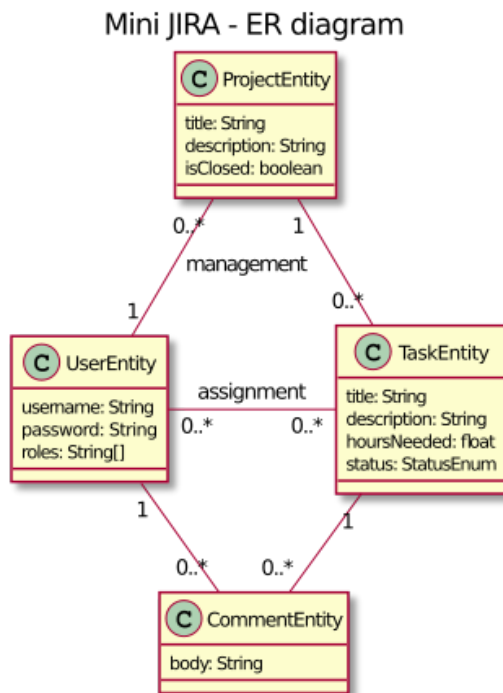 Mini JIRA - ER diagram
C ProjectEntity
title: String
description: String
isClosed: boolean
0..*
1
management
1
0..*
C UserEntity
username: String
password: String
roles: String[]
assignment
0..*
0..*
C TaskEntity
title: String
description: String
hoursNeeded: float
status: StatusEnum
1
1
0..*
0..*
C CommentEntity
body: String